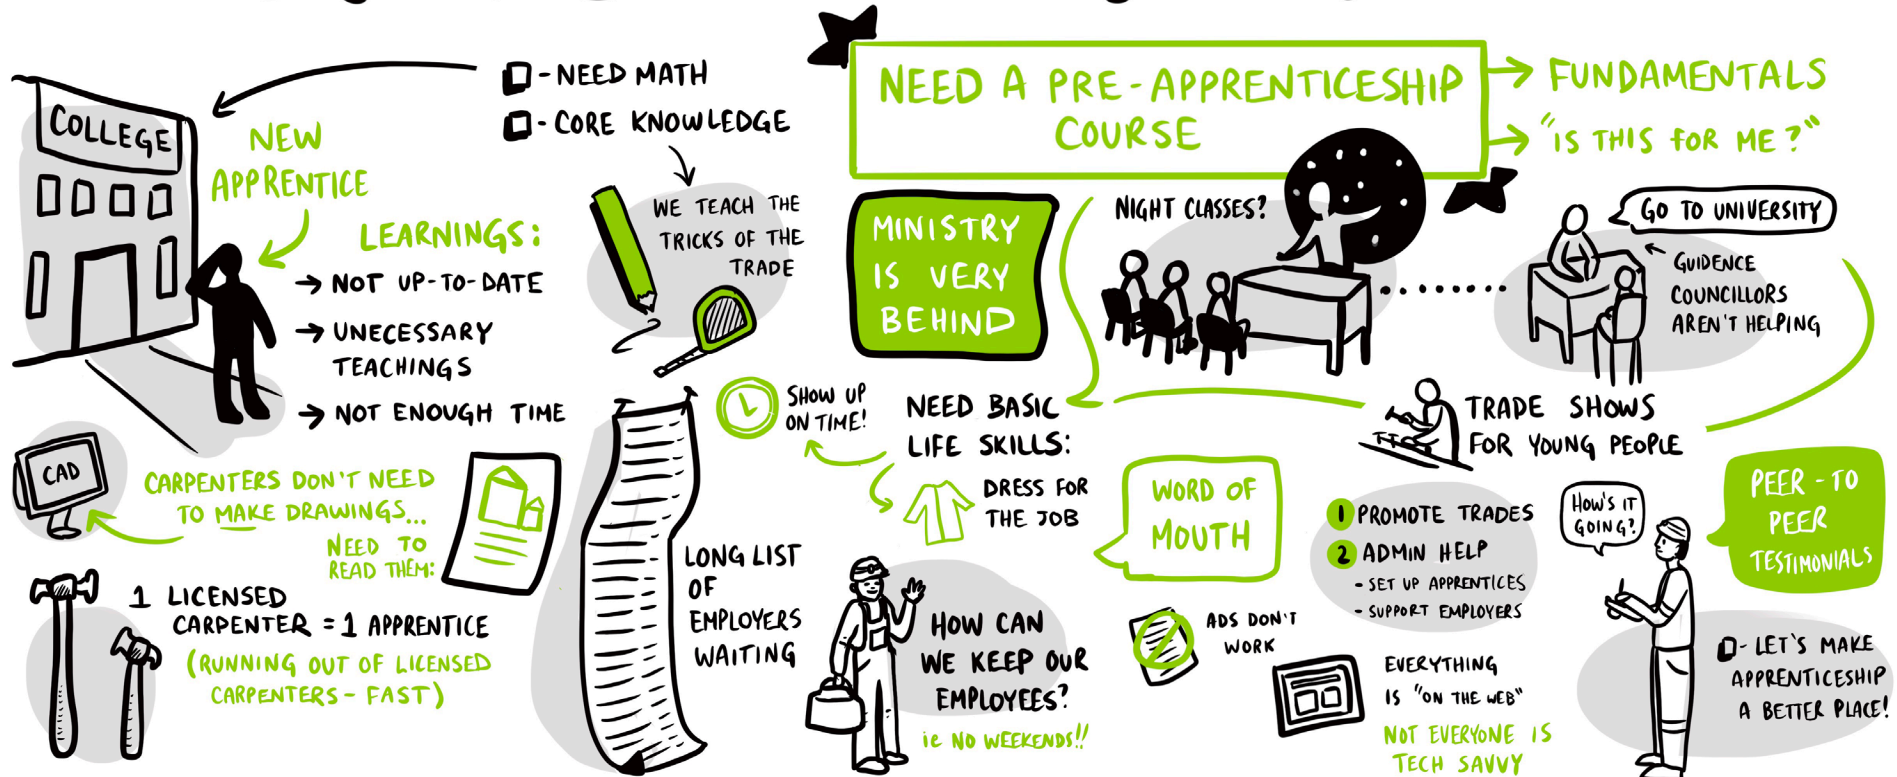 COLLEGE
NEW
APPRENTICE
- NEED MATH
- CORE KNOWLEDGE
WE TEACH THE
TRICKS OF THE
TRADE
LEARNINGS:
→ NOT UP-TO-DATE
→ UNECESSARY
TEACHINGS
→ NOT ENOUGH TIME
CAD
CARPENTERS DON'T NEED
TO MAKE DRAWINGS...
NEED TO
READ THEM:
1 LICENSED
CARPENTER = 1 APPRENTICE
(RUNNING OUT OF LICENSED
CARPENTERS - FAST)
LONG LIST
OF
EMPLOYERS
WAITING
NEED A PRE-APPRENTICESHIP
COURSE
→ FUNDAMENTALS
→ "IS THIS FOR ME?"
MINISTRY
IS VERY
BEHIND
NIGHT CLASSES?
GO TO UNIVERSITY
GUIDENCE
COUNCILLORS
AREN'T HELPING
SHOW UP
ON TIME!
NEED BASIC
LIFE SKILLS:
DRESS FOR
THE JOB
TRADE SHOWS
FOR YOUNG PEOPLE
WORD OF
MOUTH
HOW CAN
WE KEEP OUR
EMPLOYEES?
ie NO WEEKENDS!!
ADS DON'T
WORK
1 PROMOTE TRADES
2 ADMIN HELP
- SET UP APPRENTICES
- SUPPORT EMPLOYERS
EVERYTHING
IS "ON THE WEB"
NOT EVERYONE IS
TECH SAVVY
HOW'S IT
GOING?
PEER-TO
PEER
TESTIMONIALS
- LET'S MAKE
APPRENTICESHIP
A BETTER PLACE!